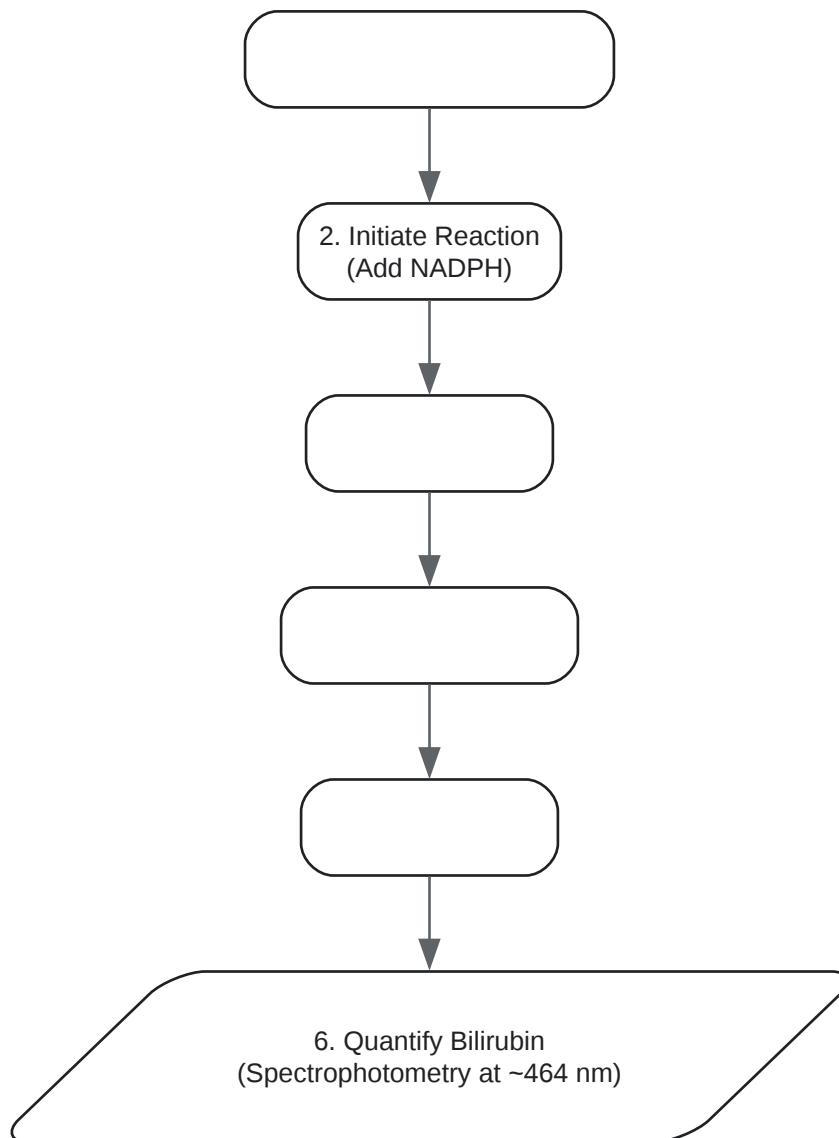 2. Initiate Reaction
(Add NADPH)
6. Quantify Bilirubin
(Spectrophotometry at ~464 nm)